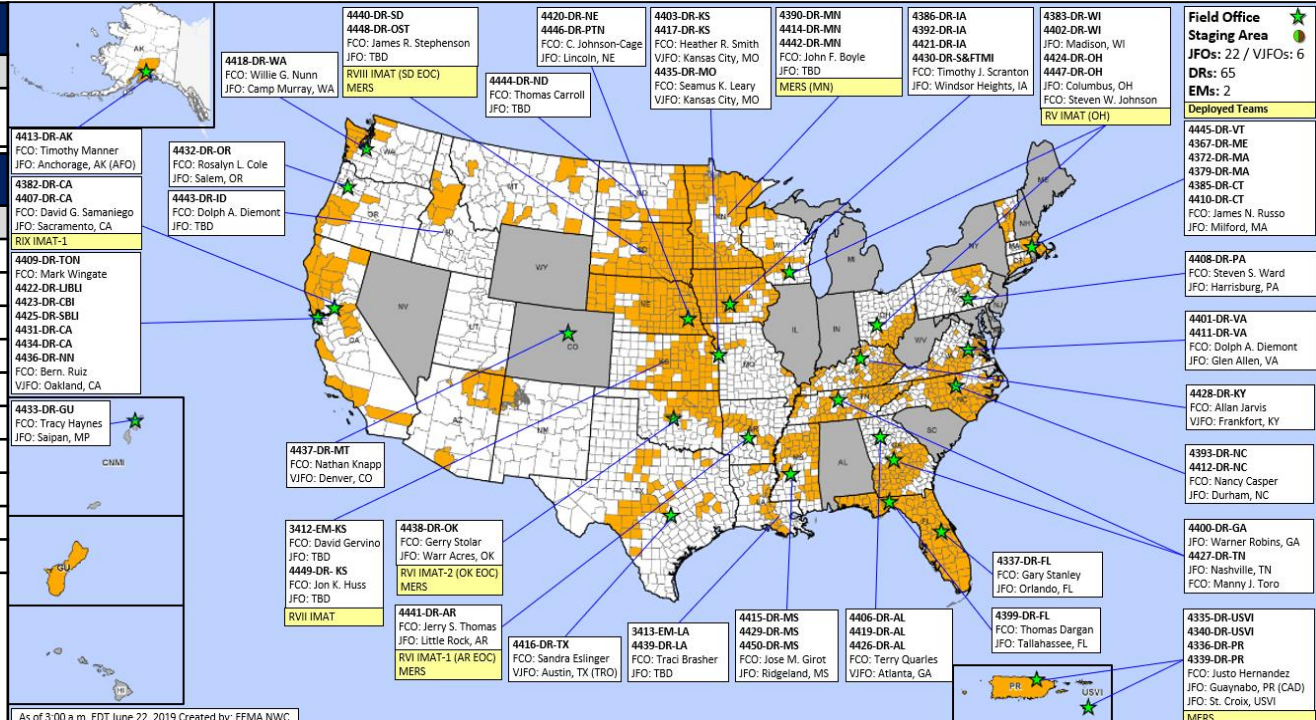 4418-DR-WA
FCO: Willie G. Nunn
JFO: Camp Murray, WA
4440-DR-SD
4448-DR-OST
FCO: James R. Stephenson
JFO: TBD
RVIII IMAT (SD EOC)
MERS
4444-DR-ND
FCO: Thomas Carroll
JFO: TBD
4420-DR-NE
4446-DR-PTN
FCO: C. Johnson-Cage
JFO: Lincoln, NE
4403-DR-KS
4417-DR-KS
FCO: Heather R. Smith
VJFO: Kansas City, MO
4435-DR-MO
FCO: Seamus K. Leary
VJFO: Kansas City, MO
4390-DR-MN
4414-DR-MN
4442-DR-MN
FCO: John F. Boyle
JFO: TBD
MERS (MN)
4386-DR-IA
4392-DR-IA
4421-DR-IA
4430-DR-S&FTMI
FCO: Timothy J. Scranton
JFO: Windsor Heights, IA
4383-DR-WI
4402-DR-WI
JFO: Madison, WI
4424-DR-OH
4447-DR-OH
JFO: Columbus, OH
FCO: Steven W. Johnson
RV IMAT (OH)
Field Office
Staging Area
JFOs: 22 / VJFOs: 6
DRs: 65
EMs: 2
Deployed Teams
4413-DR-AK
FCO: Timothy Manner
JFO: Anchorage, AK (AFO)
4382-DR-CA
4407-DR-CA
FCO: David G. Samaniego
JFO: Sacramento, CA
RIX IMAT-1
4409-DR-TON
FCO: Mark Wingate
4422-DR-LJBLI
4423-DR-CBI
4425-DR-SBLI
4431-DR-CA
4434-DR-CA
4436-DR-NN
FCO: Bern. Ruiz
VJFO: Oakland, CA
4433-DR-GU
FCO: Tracy Haynes
JFO: Saipan, MP
4432-DR-OR
FCO: Rosalyn L. Cole
JFO: Salem, OR
4443-DR-ID
FCO: Dolph A. Diemont
JFO: TBD
4445-DR-VT
4367-DR-ME
4372-DR-MA
4379-DR-MA
4385-DR-CT
4410-DR-CT
FCO: James N. Russo
JFO: Milford, MA
4408-DR-PA
FCO: Steven S. Ward
JFO: Harrisburg, PA
4401-DR-VA
4411-DR-VA
FCO: Dolph A. Diemont
JFO: Glen Allen, VA
4428-DR-KY
FCO: Allan Jarvis
VJFO: Frankfort, KY
4393-DR-NC
4412-DR-NC
FCO: Nancy Casper
JFO: Durham, NC
4400-DR-GA
JFO: Warner Robins, GA
4427-DR-TN
JFO: Nashville, TN
FCO: Manny J. Toro
4437-DR-MT
FCO: Nathan Knapp
VJFO: Denver, CO
3412-EM-KS
FCO: David Gervino
JFO: TBD
4449-DR- KS
FCO: Jon K. Huss
JFO: TBD
RVII IMAT
4438-DR-OK
FCO: Gerry Stolar
JFO: Warr Acres, OK
RVI IMAT-2 (OK EOC)
MERS
4441-DR-AR
FCO: Jerry S. Thomas
JFO: Little Rock, AR
RVI IMAT-1 (AR EOC)
MERS
4416-DR-TX
FCO: Sandra Eslinger
VJFO: Austin, TX (TRO)
3413-EM-LA
4439-DR-LA
FCO: Traci Brasher
JFO: TBD
4415-DR-MS
4429-DR-MS
4450-DR-MS
FCO: Jose M. Girot
JFO: Ridgeland, MS
4406-DR-AL
4419-DR-AL
4426-DR-AL
FCO: Terry Quarles
VJFO: Atlanta, GA
4337-DR-FL
FCO: Gary Stanley
JFO: Orlando, FL
4399-DR-FL
FCO: Thomas Dargan
JFO: Tallahassee, FL
4335-DR-USVI
4340-DR-USVI
4336-DR-PR
4339-DR-PR
FCO: Justo Hernandez
JFO: Guaynabo, PR (CAD)
JFO: St. Croix, USVI
MERS
AK
WA
OR
ID
MT
ND
SD
MN
WI
MI
WY
NE
IA
NV
UT
CO
KS
MO
IL
IN
OH
WV
PA
NY
NH
ME
MA
CT
NJ
CA
AZ
NM
TX
AR
LA
MS
AL
SC
NC
TN
FL
CNMI
GU
HI
PR
USVI
As of 3:00 a.m. EDT June 22, 2019 Created by: FEMA NWC